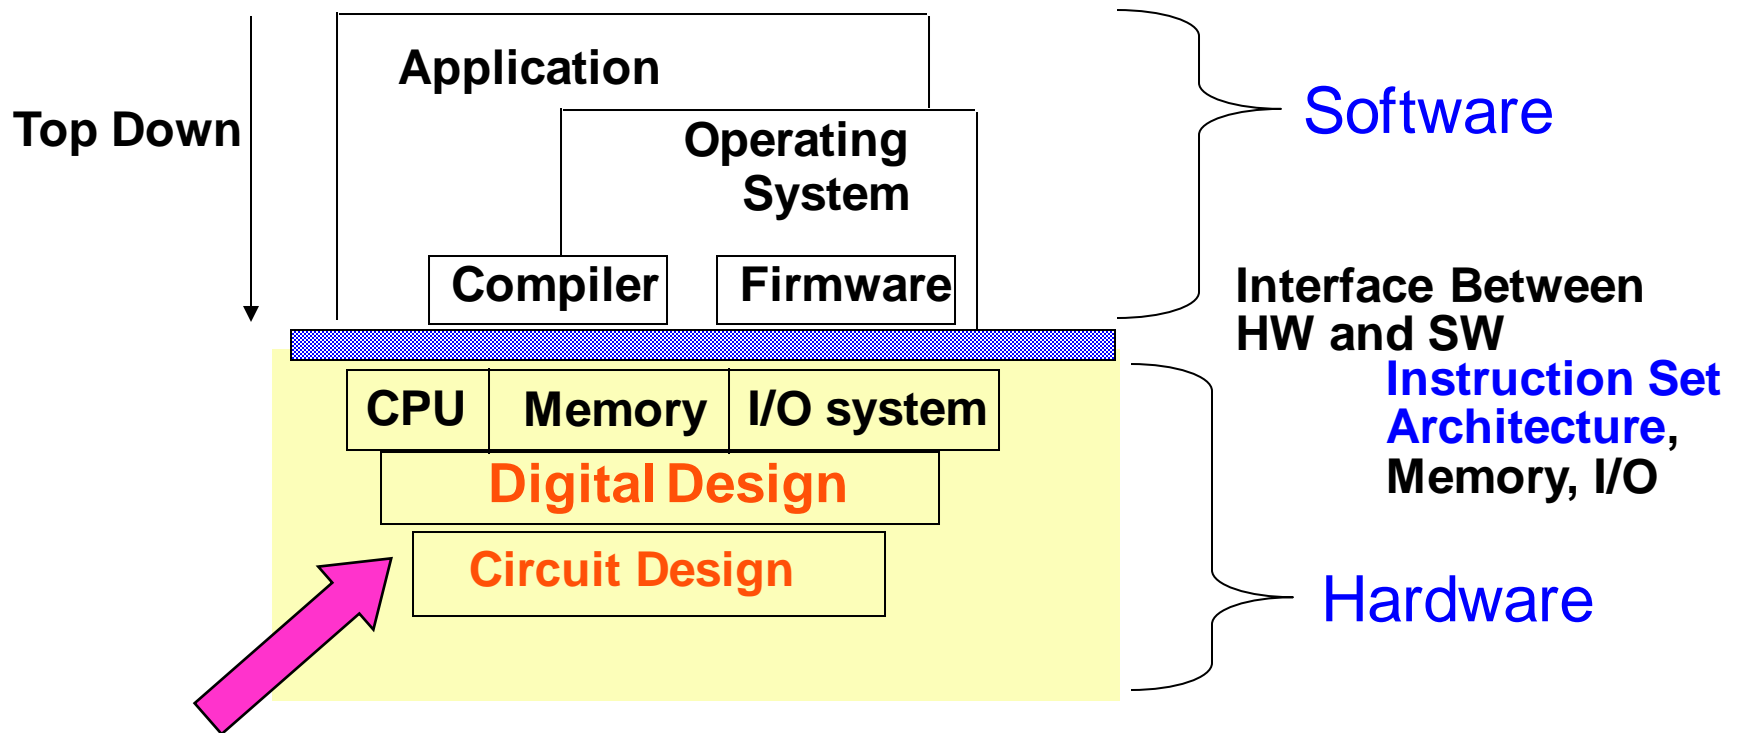 Application
Top Down
Operating
System
Software
Compiler
Firmware
Interface Between
HW and SW
Instruction Set
Architecture,
Memory, I/O
CPU
Memory
I/O system
Digital Design
Circuit Design
Hardware